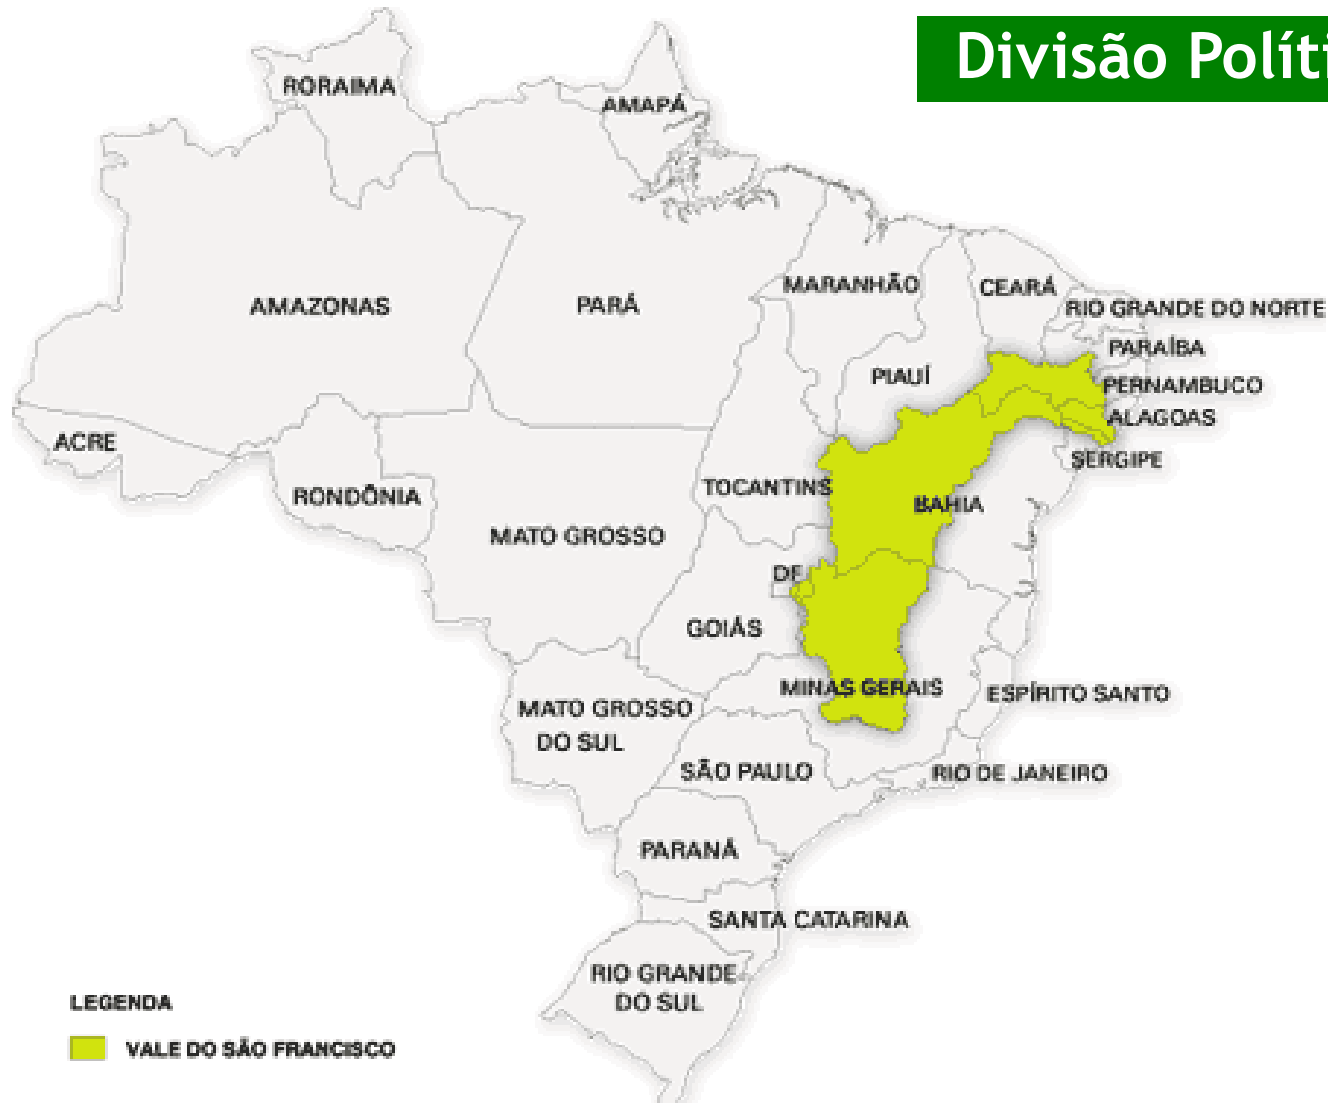 Divisão Políti
RORAIMA
AMAPÁ
AMAZONAS
PARÁ
MARANHÃO
CEARÁ
RIO GRANDE DO NORTE
PARAÍBA
PIAUÍ
PERNAMBUCO
ALAGOAS
ACRE
SERGIPE
RONDÔNIA
TOCANTINS
BAHIA
MATO GROSSO
DF
GOIÁS
MINAS GERAIS
ESPÍRITO SANTO
MATO GROSSO
DO SUL
SÃO PAULO
RIO DE JANEIRO
PARANÁ
SANTA CATARINA
RIO GRANDE
DO SUL
LEGENDA
VALE DO SÃO FRANCISCO